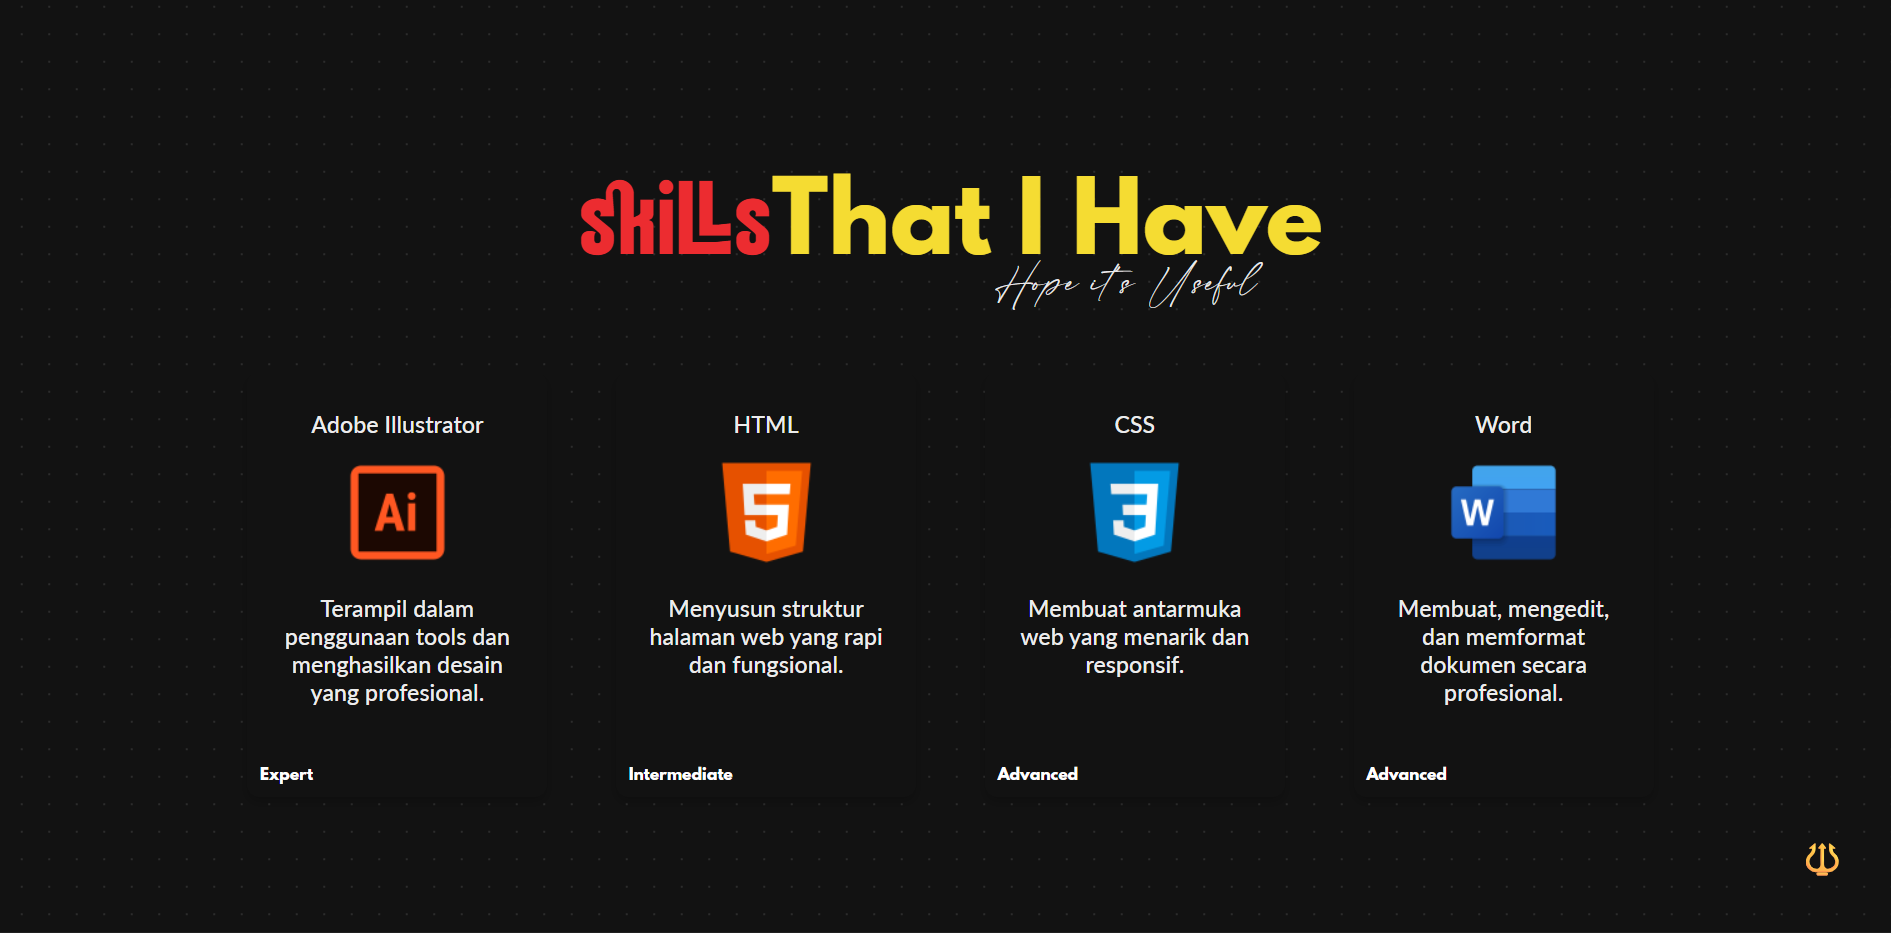 skills That I Have
Hope it's Useful
Adobe Illustrator
Ai
Terampil dalam
penggunaan tools dan
menghasilkan desain
yang profesional.
Expert
HTML
5
Menyusun struktur
halaman web yang rapi
dan fungsional.
Intermediate
CSS
3
Membuat antarmuka
web yang menarik dan
responsif.
Advanced
Word
W
Membuat, mengedit,
dan memformat
dokumen secara
profesional.
Advanced